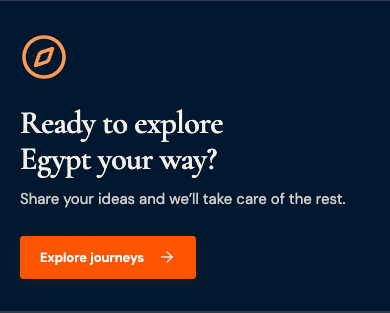 Ready to explore
Egypt your way?
Share your ideas and we’ll take care of the rest.
Explore journeys